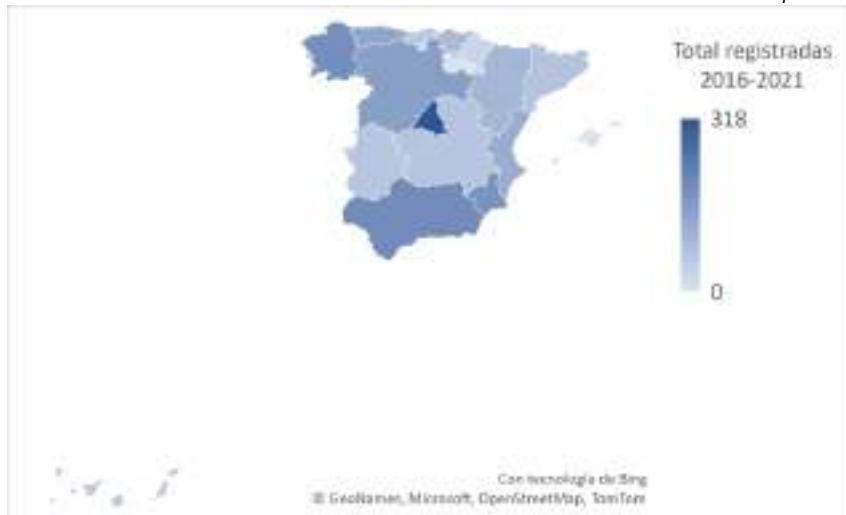 Total registradas
2016-2021
318
0
Con tecnología de Bing
© GeoNames, Microsoft, OpenStreetMap, TomTom